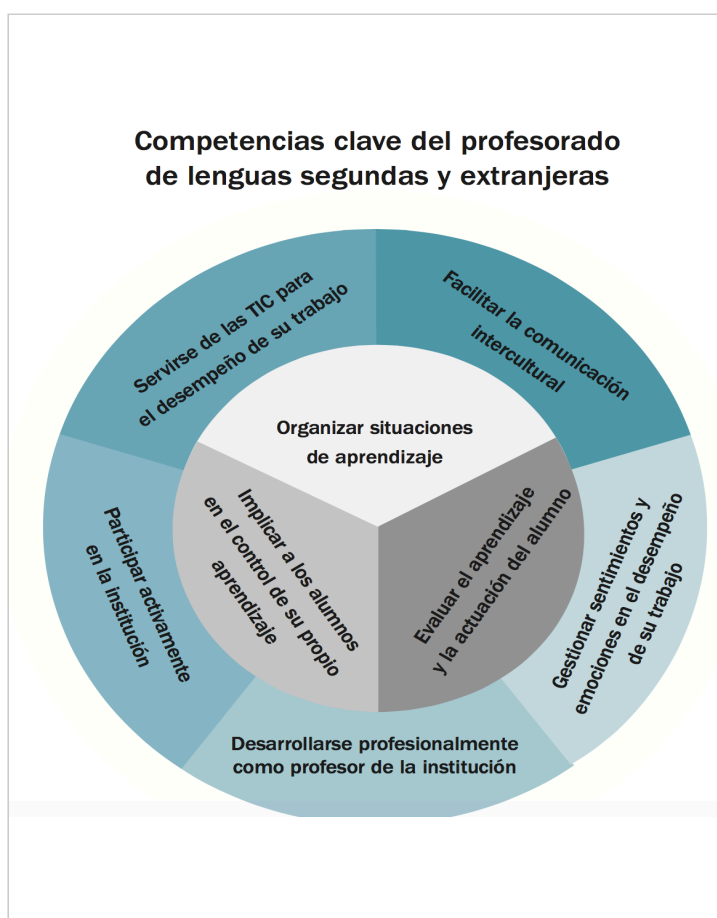 Competencias clave del profesorado
de lenguas segundas y extranjeras
Servirse de las TIC para
el desempeño de su trabajo
Facilitar la comunicación
intercultural
Organizar situaciones
de aprendizaje
Implicar a los alumnos
en el control de su propio
aprendizaje
Evaluar el aprendizaje
y la actuación del alumno
Participar activamente
en la institución
Gestionar sentimientos y
emociones en el desempeño
de su trabajo
Desarrollarse profesionalmente
como profesor de la institución